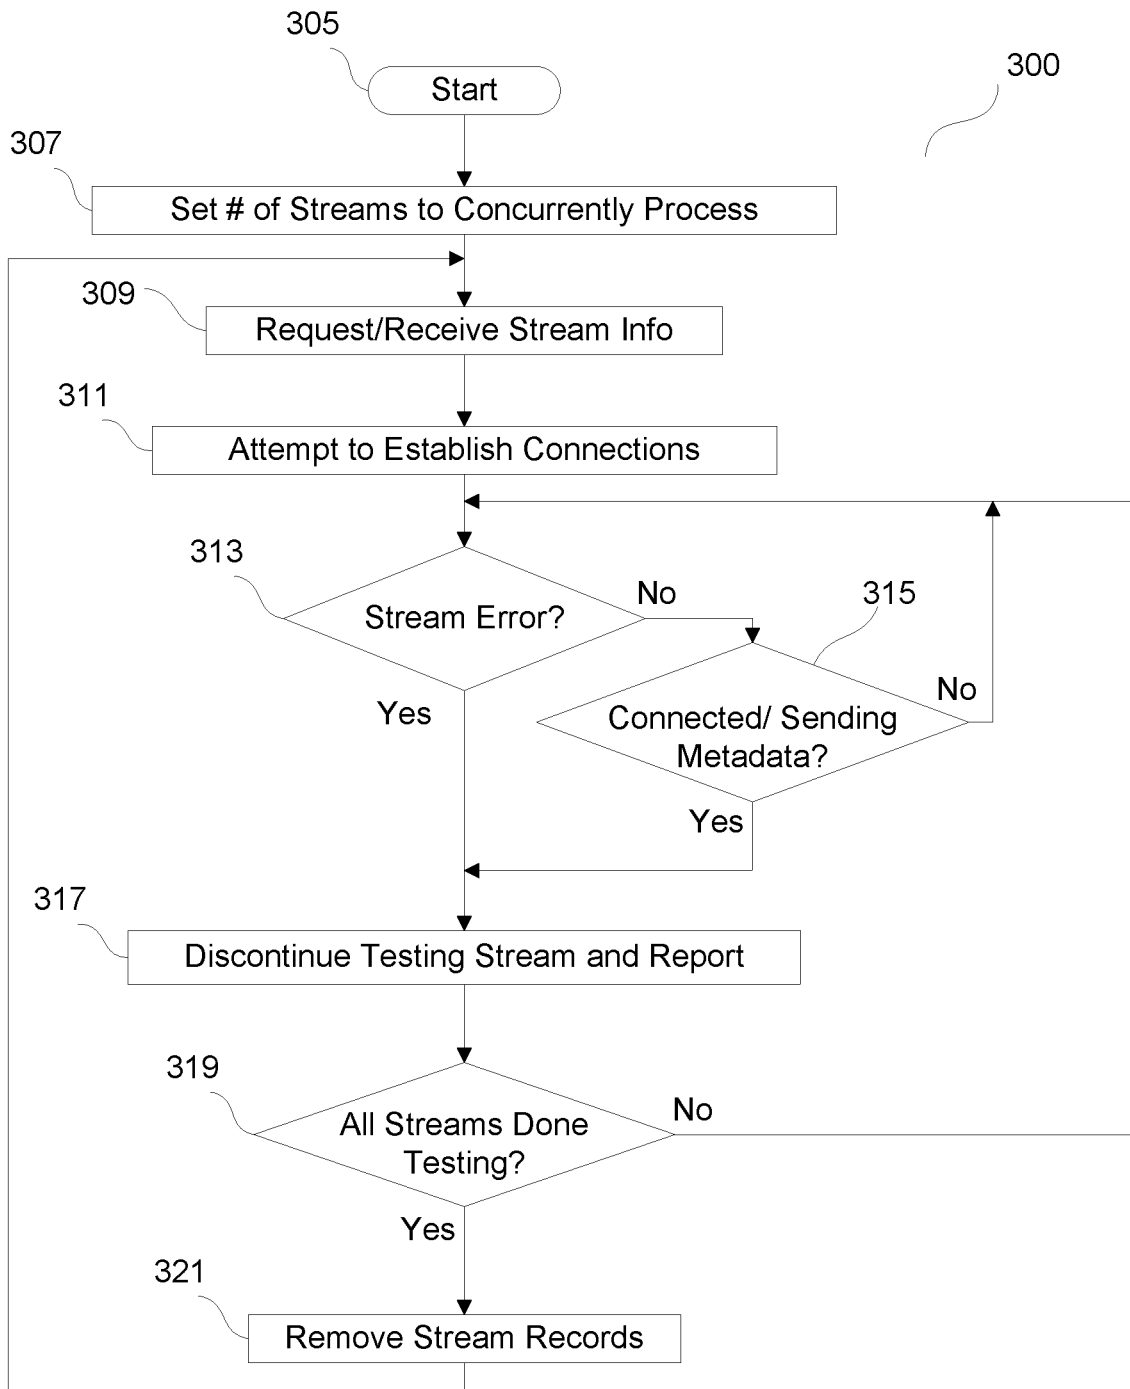 305
Start
300
307
Set # of Streams to Concurrently Process
309
Request/Receive Stream Info
311
Attempt to Establish Connections
313
Stream Error?
No
315
Yes
Connected/ Sending
Metadata?
No
Yes
317
Discontinue Testing Stream and Report
319
All Streams Done
Testing?
No
Yes
321
Remove Stream Records